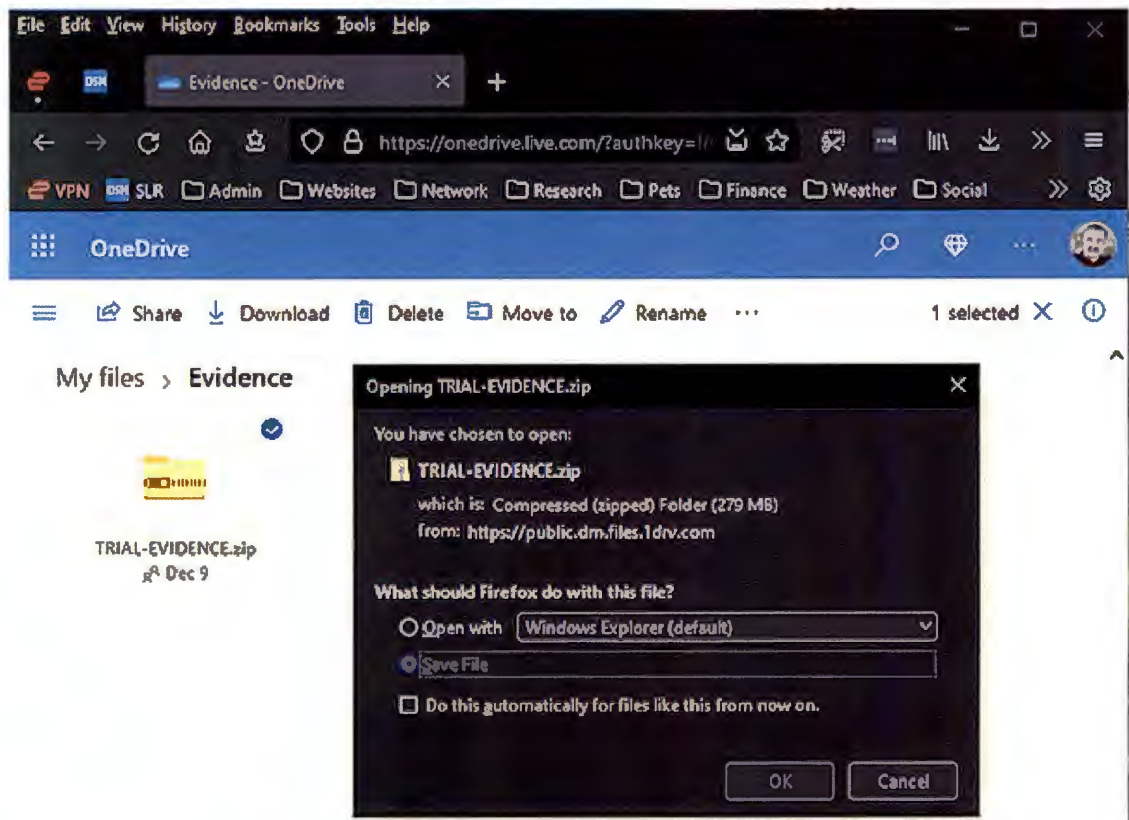 File Edit View History Bookmarks Tools Help
DSM Evidence - OneDrive
https://onedrive.live.com/?authkey=
VPN DSM SLR Admin Websites Network Research Pets Finance Weather Social
OneDrive
Share Download Delete Move to Rename ... 1 selected
My files > Evidence
TRIAL-EVIDENCE.zip
Dec 9
Opening TRIAL-EVIDENCE.zip
You have chosen to open:
TRIAL-EVIDENCE.zip
which is: Compressed (zipped) Folder (279 MB)
from: https://public.dm.files.1drv.com
What should Firefox do with this file?
Open with Windows Explorer (default)
Save File
Do this automatically for files like this from now on.
OK Cancel